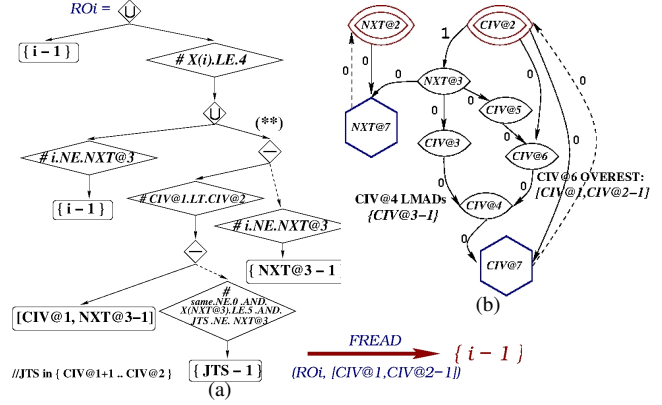 ROi =
U
{ i – 1 }
# X(i).LE.4
U
(**)
# i.NE.NXT@3
—
{ i – 1 }
# CIV@1.LT.CIV@2
# i.NE.NXT@3
—
{ NXT@3 – 1 }
[CIV@1, NXT@3–1]
#
same.NE.0 .AND.
X(NXT@3).LE.5 .AND.
JTS .NE. NXT@3
//JTS in { CIV@1+1 .. CIV@2 }
{ JTS – 1 }
(a)
NXT@2
CIV@2
1
0
0
0
0
NXT@3
0
0
0
0
NXT@7
CIV@5
0
CIV@3
CIV@6
CIV@4 LMADs
{CIV@3-1}
CIV@6 OVEREST:
[CIV@1,CIV@2-1]
0
0
CIV@4
0
CIV@7
(b)
FREAD
{ i – 1 }
(ROi, [CIV@1,CIV@2–1])